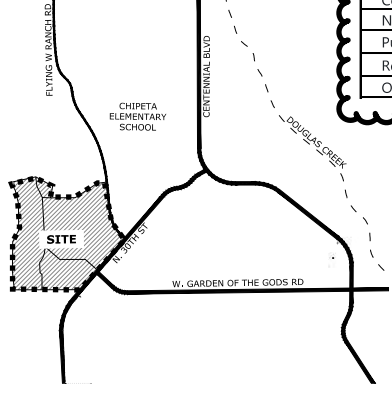 FLYING W RANCH RD
CENTENNIAL BLVD
N
CHIPETA
ELEMENTARY
SCHOOL
DOUGLAS CREEK
SITE
N. 30TH ST
W. GARDEN OF THE GODS RD